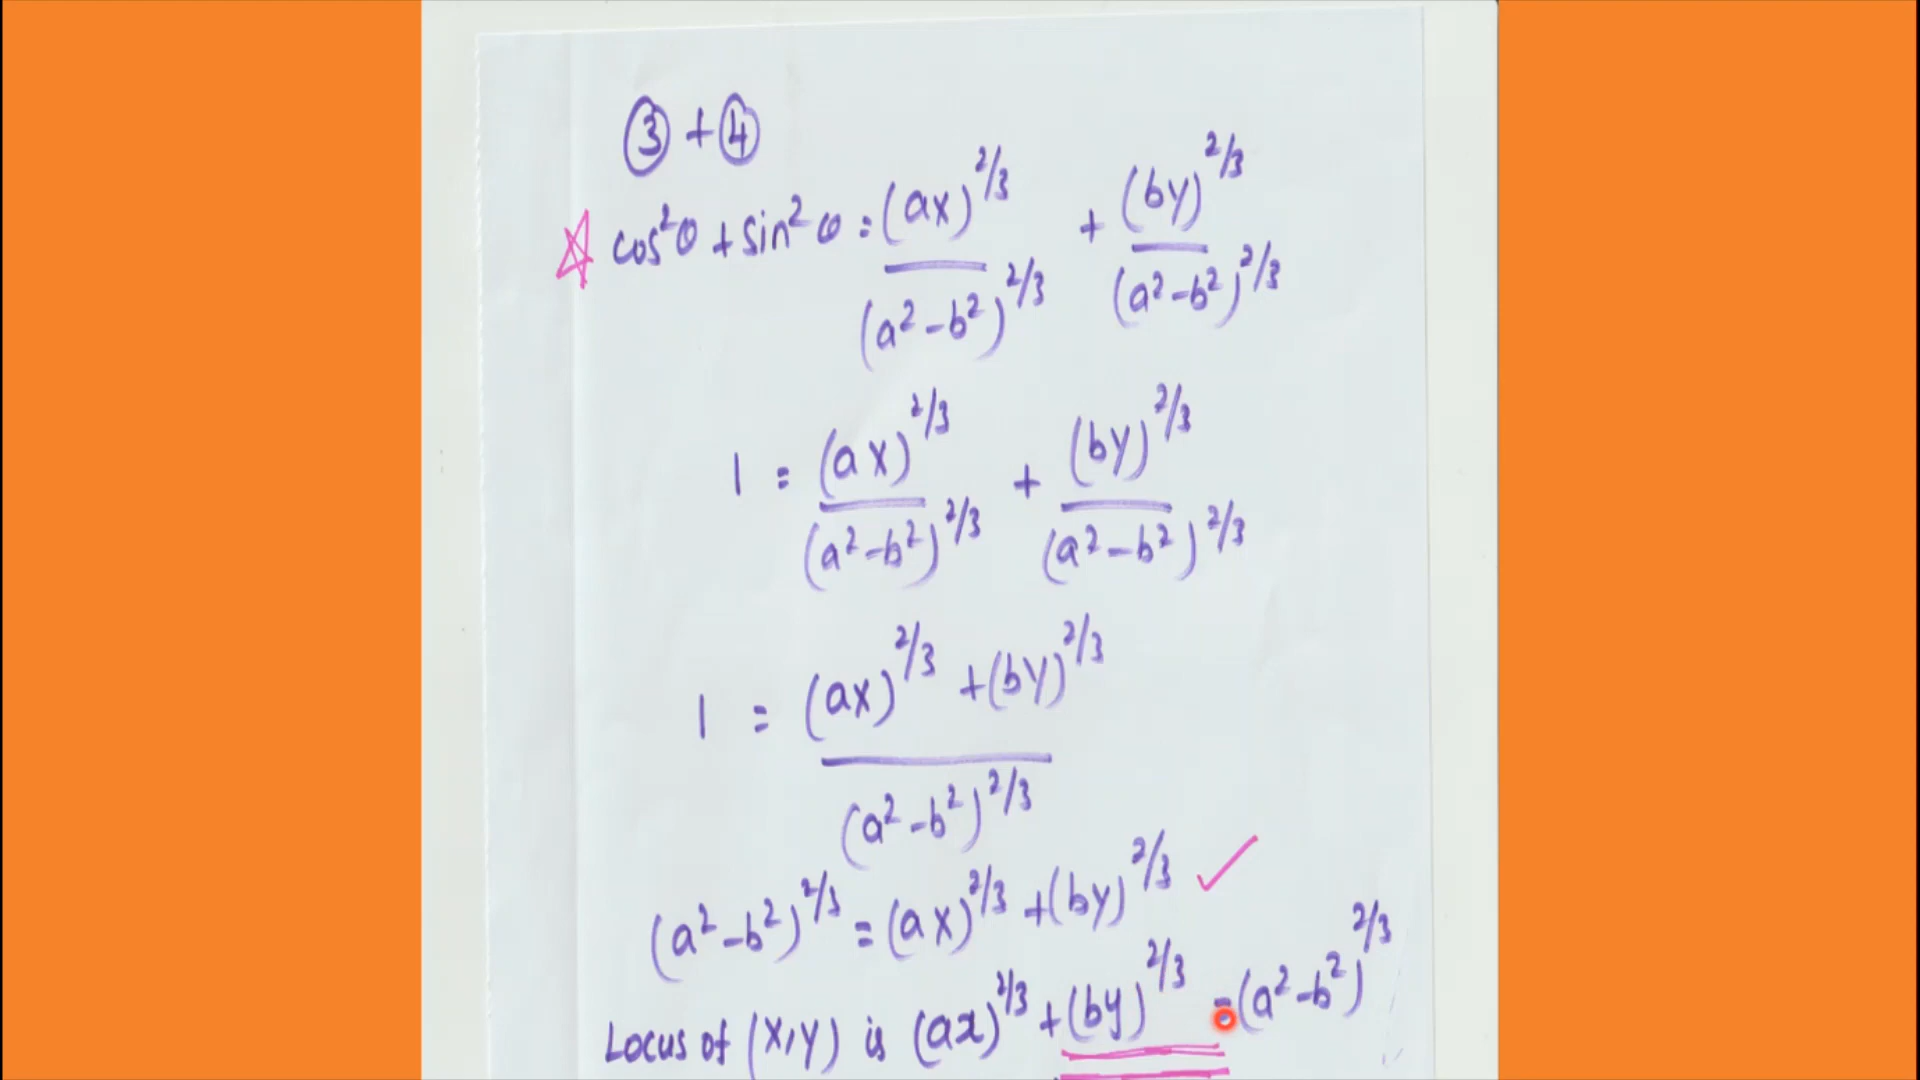 ③ + ④
cos²θ + sin²θ = (ax)^2/3 / (a²-b²)^2/3 + (by)^2/3 / (a²-b²)^2/3
1 = (ax)^2/3 / (a²-b²)^2/3 + (by)^2/3 / (a²-b²)^2/3
1 = (ax)^2/3 + (by)^2/3 / (a²-b²)^2/3
(a²-b²)^2/3 = (ax)^2/3 + (by)^2/3 ✓
Locus of (x,y) is (ax)^2/3 + (by)^2/3 = (a²-b²)^2/3